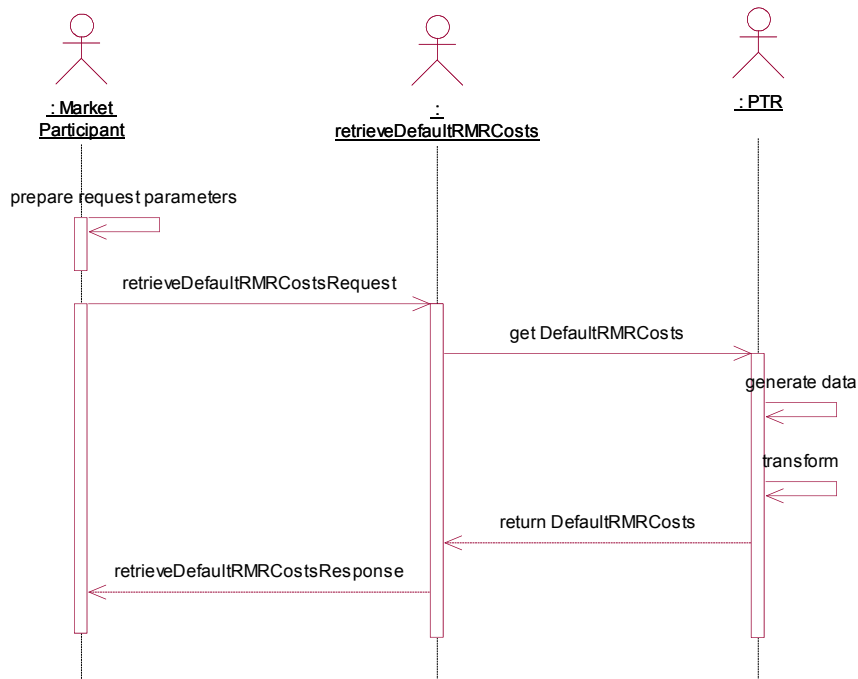 : Market
Participant
:
retrieveDefaultRMRCosts
: PTR
prepare request parameters
retrieveDefaultRMRCostsRequest
get DefaultRMRCosts
generate data
transform
return DefaultRMRCosts
retrieveDefaultRMRCostsResponse